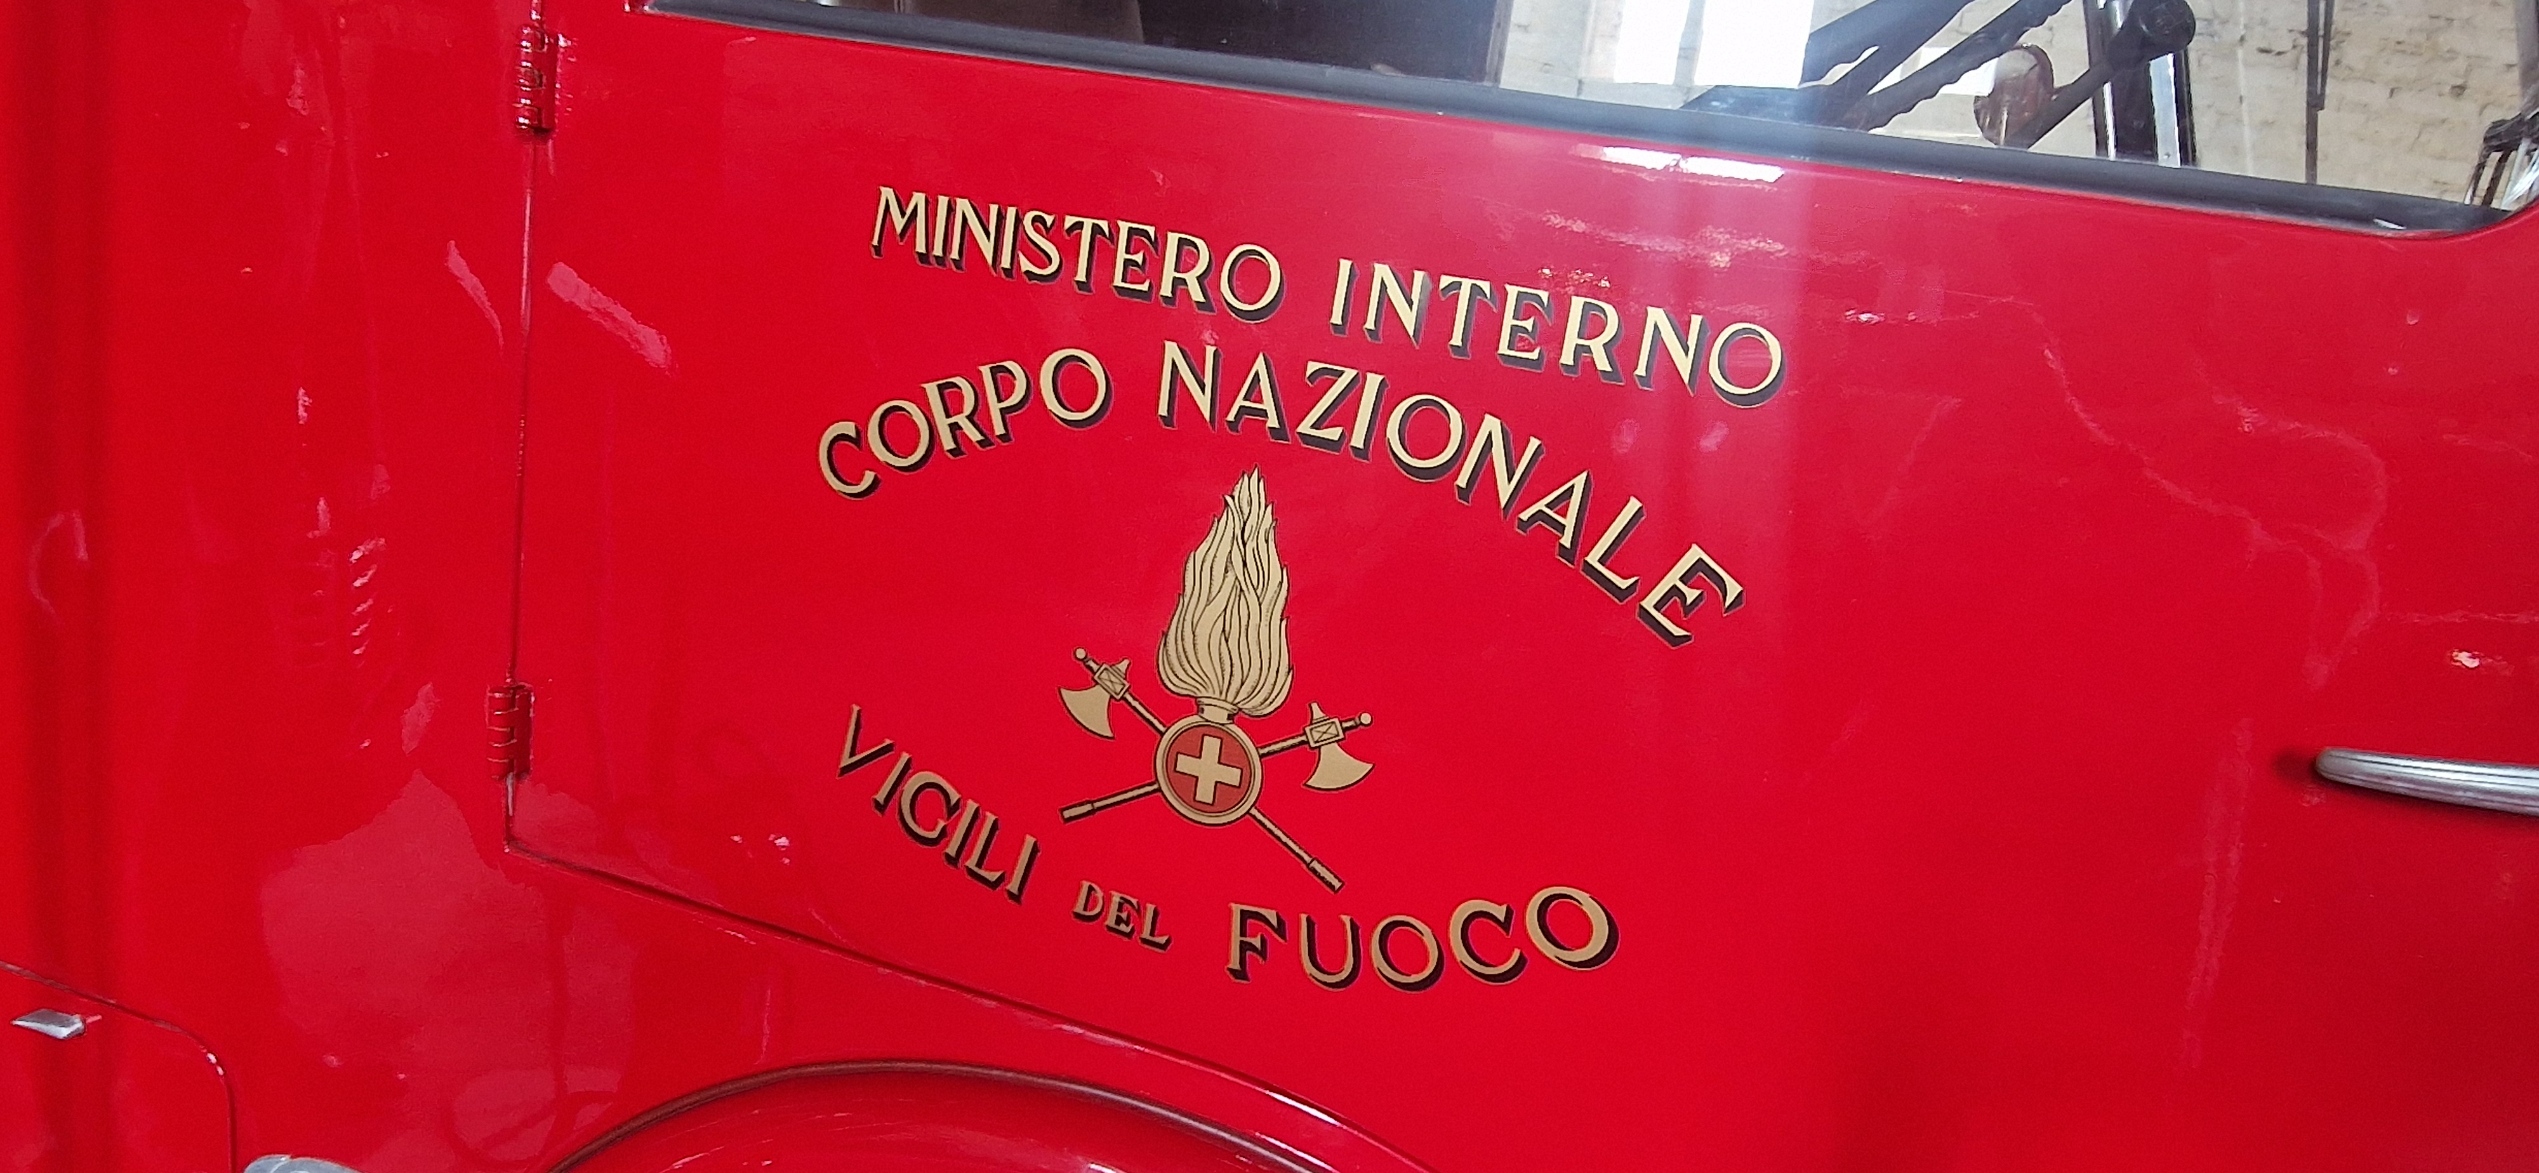 MINISTERO INTERNO
CORPO NAZIONALE
VIGILI DEL FUOCO